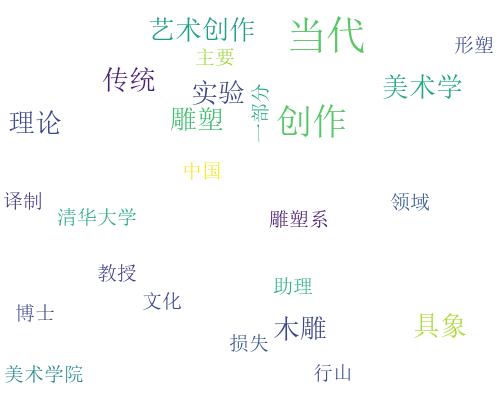 当代
艺术创作
形塑
主要
传统
美术学
实验
一部分
雕塑
创作
理论
中国
译制
领域
清华大学
雕塑系
教授
助理
文化
博士
木雕
具象
损失
美术学院
行山